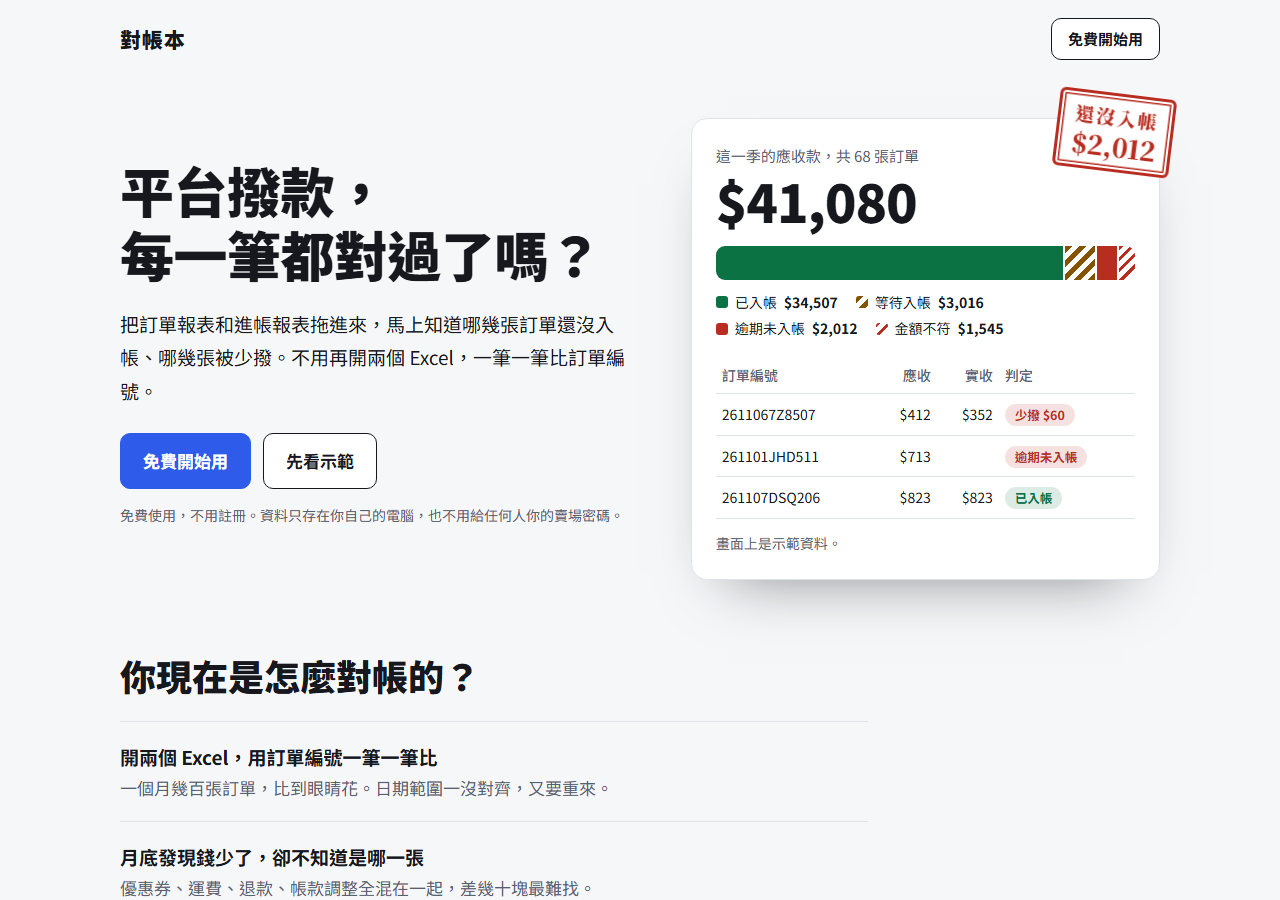 對帳本
免費開始用
平台撥款，
每一筆都對過了嗎？
把訂單報表和進帳報表拖進來，馬上知道哪幾張訂單還沒入
帳、哪幾張被少撥。不用再開兩個 Excel，一筆一筆比訂單編
號。
免費開始用
先看示範
免費使用，不用註冊。資料只存在你自己的電腦，也不用給任何人你的賣場密碼。
還沒入帳
$2,012
這一季的應收款，共 68 張訂單
$41,080
已入帳 $34,507 等待入帳 $3,016
逾期未入帳 $2,012 金額不符 $1,545
訂單編號 應收 實收 判定
2611067Z8507 $412 $352 少撥 $60
261101JHD511 $713 逾期未入帳
261107DSQ206 $823 $823 已入帳
畫面上是示範資料。
你現在是怎麼對帳的？
開兩個 Excel，用訂單編號一筆一筆比
一個月幾百張訂單，比到眼睛花。日期範圍一沒對齊，又要重來。
月底發現錢少了，卻不知道是哪一張
優惠券、運費、退款、帳款調整全混在一起，差幾十塊最難找。